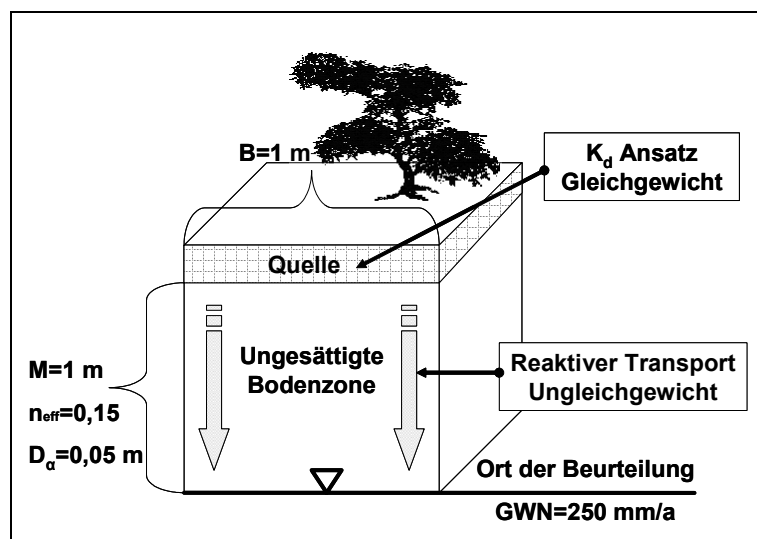 B=1 m
K_d Ansatz
Gleichgewicht
Quelle
M=1 m
n_eff=0,15
D_α=0,05 m
Ungesättigte
Bodenzone
Reaktiver Transport
Ungleichgewicht
Ort der Beurteilung
GWN=250 mm/a